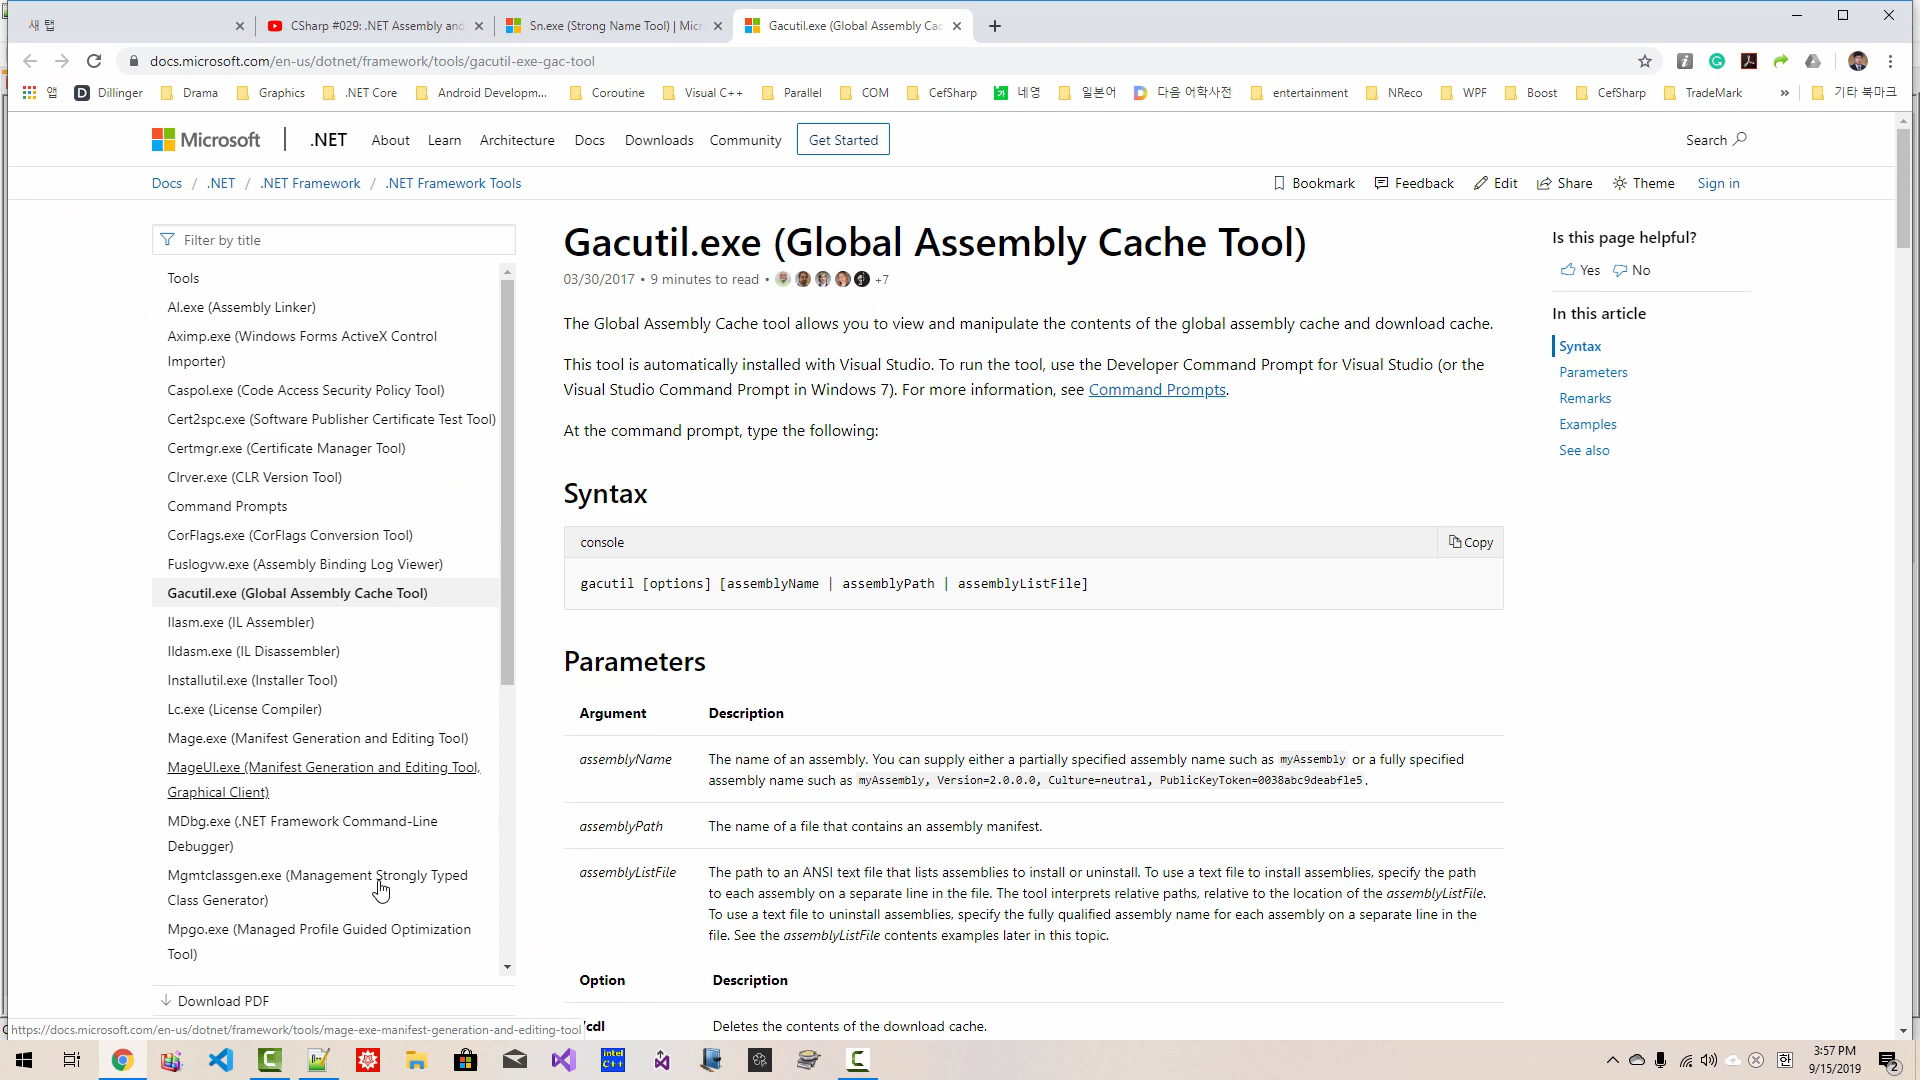 새 탭
CSharp #029: .NET Assembly and
Sn.exe (Strong Name Tool) | Micr
Gacutil.exe (Global Assembly Cac
docs.microsoft.com/en-us/dotnet/framework/tools/gacutil-exe-gac-tool
앱 Dillinger Drama Graphics .NET Core Android Developm... Coroutine Visual C++ Parallel COM CefSharp 네영 일본어 다음 어학사전 entertainment NReco WPF Boost CefSharp TradeMark » 기타 북마크
Microsoft .NET About Learn Architecture Docs Downloads Community Get Started Search
Docs / .NET / .NET Framework / .NET Framework Tools Bookmark Feedback Edit Share Theme Sign in
Filter by title
Tools
Al.exe (Assembly Linker)
Aximp.exe (Windows Forms ActiveX Control
Importer)
Caspol.exe (Code Access Security Policy Tool)
Cert2spc.exe (Software Publisher Certificate Test Tool)
Certmgr.exe (Certificate Manager Tool)
Clrver.exe (CLR Version Tool)
Command Prompts
CorFlags.exe (CorFlags Conversion Tool)
Fuslogvw.exe (Assembly Binding Log Viewer)
Gacutil.exe (Global Assembly Cache Tool)
Ilasm.exe (IL Assembler)
Ildasm.exe (IL Disassembler)
Installutil.exe (Installer Tool)
Lc.exe (License Compiler)
Mage.exe (Manifest Generation and Editing Tool)
MageUI.exe (Manifest Generation and Editing Tool,
Graphical Client)
MDbg.exe (.NET Framework Command-Line
Debugger)
Mgmtclassgen.exe (Management Strongly Typed
Class Generator)
Mpgo.exe (Managed Profile Guided Optimization
Tool)
Download PDF
https://docs.microsoft.com/en-us/dotnet/framework/tools/mage-exe-manifest-generation-and-editing-tool
Gacutil.exe (Global Assembly Cache Tool)
03/30/2017 • 9 minutes to read • +7
The Global Assembly Cache tool allows you to view and manipulate the contents of the global assembly cache and download cache.
This tool is automatically installed with Visual Studio. To run the tool, use the Developer Command Prompt for Visual Studio (or the
Visual Studio Command Prompt in Windows 7). For more information, see Command Prompts.
At the command prompt, type the following:
Syntax
console Copy
gacutil [options] [assemblyName | assemblyPath | assemblyListFile]
Parameters
Argument Description
assemblyName The name of an assembly. You can supply either a partially specified assembly name such as myAssembly or a fully specified
assembly name such as myAssembly, Version=2.0.0.0, Culture=neutral, PublicKeyToken=0038abc9deabfle5.
assemblyPath The name of a file that contains an assembly manifest.
assemblyListFile The path to an ANSI text file that lists assemblies to install or uninstall. To use a text file to install assemblies, specify the path
to each assembly on a separate line in the file. The tool interprets relative paths, relative to the location of the assemblyListFile.
To use a text file to uninstall assemblies, specify the fully qualified assembly name for each assembly on a separate line in the
file. See the assemblyListFile contents examples later in this topic.
Option Description
/cdl Deletes the contents of the download cache.
Is this page helpful?
Yes No
In this article
Syntax
Parameters
Remarks
Examples
See also
intel
C++
한
3:57 PM
9/15/2019
2